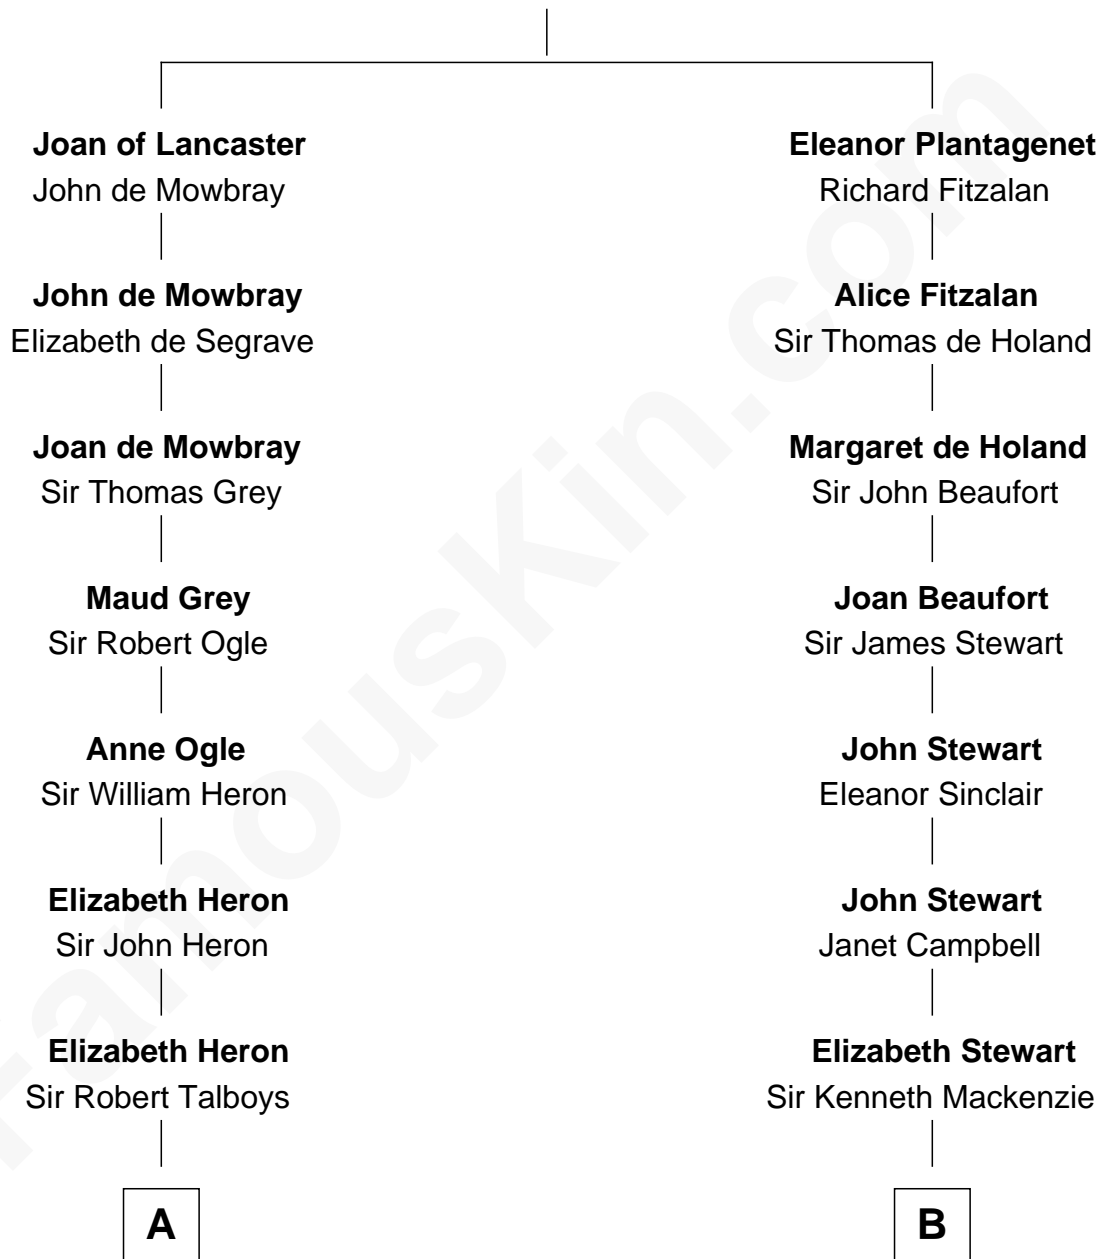 Joan of Lancaster
John de Mowbray
John de Mowbray
Elizabeth de Segrave
Joan de Mowbray
Sir Thomas Grey
Maud Grey
Sir Robert Ogle
Anne Ogle
Sir William Heron
Elizabeth Heron
Sir John Heron
Elizabeth Heron
Sir Robert Talboys
A
Eleanor Plantagenet
Richard Fitzalan
Alice Fitzalan
Sir Thomas de Holand
Margaret de Holand
Sir John Beaufort
Joan Beaufort
Sir James Stewart
John Stewart
Eleanor Sinclair
John Stewart
Janet Campbell
Elizabeth Stewart
Sir Kenneth Mackenzie
B
FamousKin.com